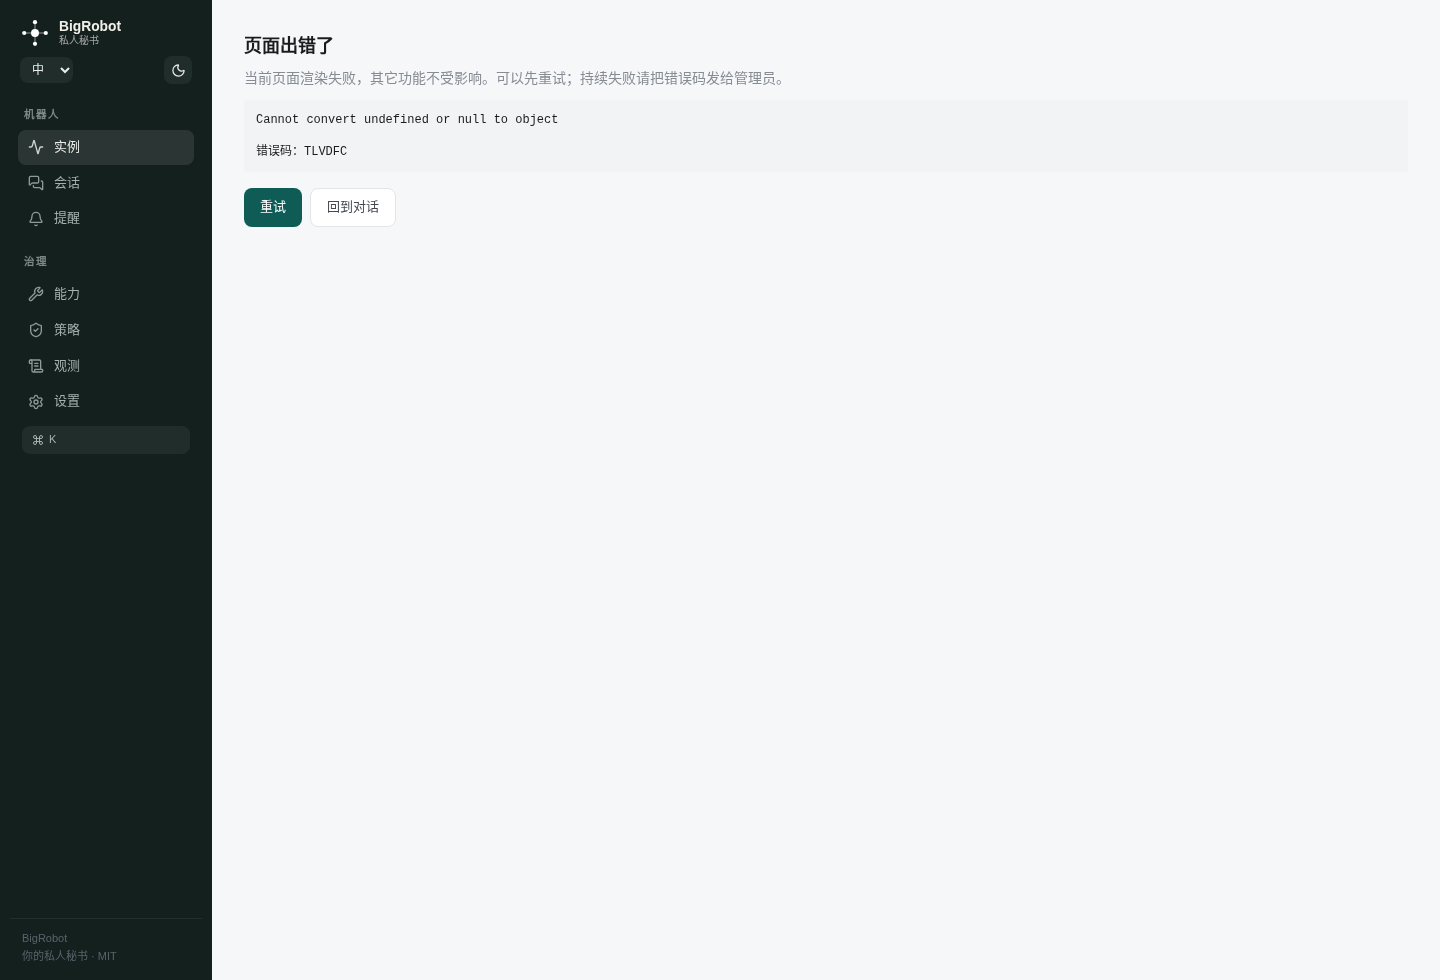 BigRobot
私人秘书
中
机器人
实例
会话
提醒
治理
能力
策略
观测
设置
⌘ K
BigRobot
你的私人秘书 · MIT
页面出错了
当前页面渲染失败，其它功能不受影响。可以先重试；持续失败请把错误码发给管理员。
Cannot convert undefined or null to object
错误码：TLVDFC
重试
回到对话